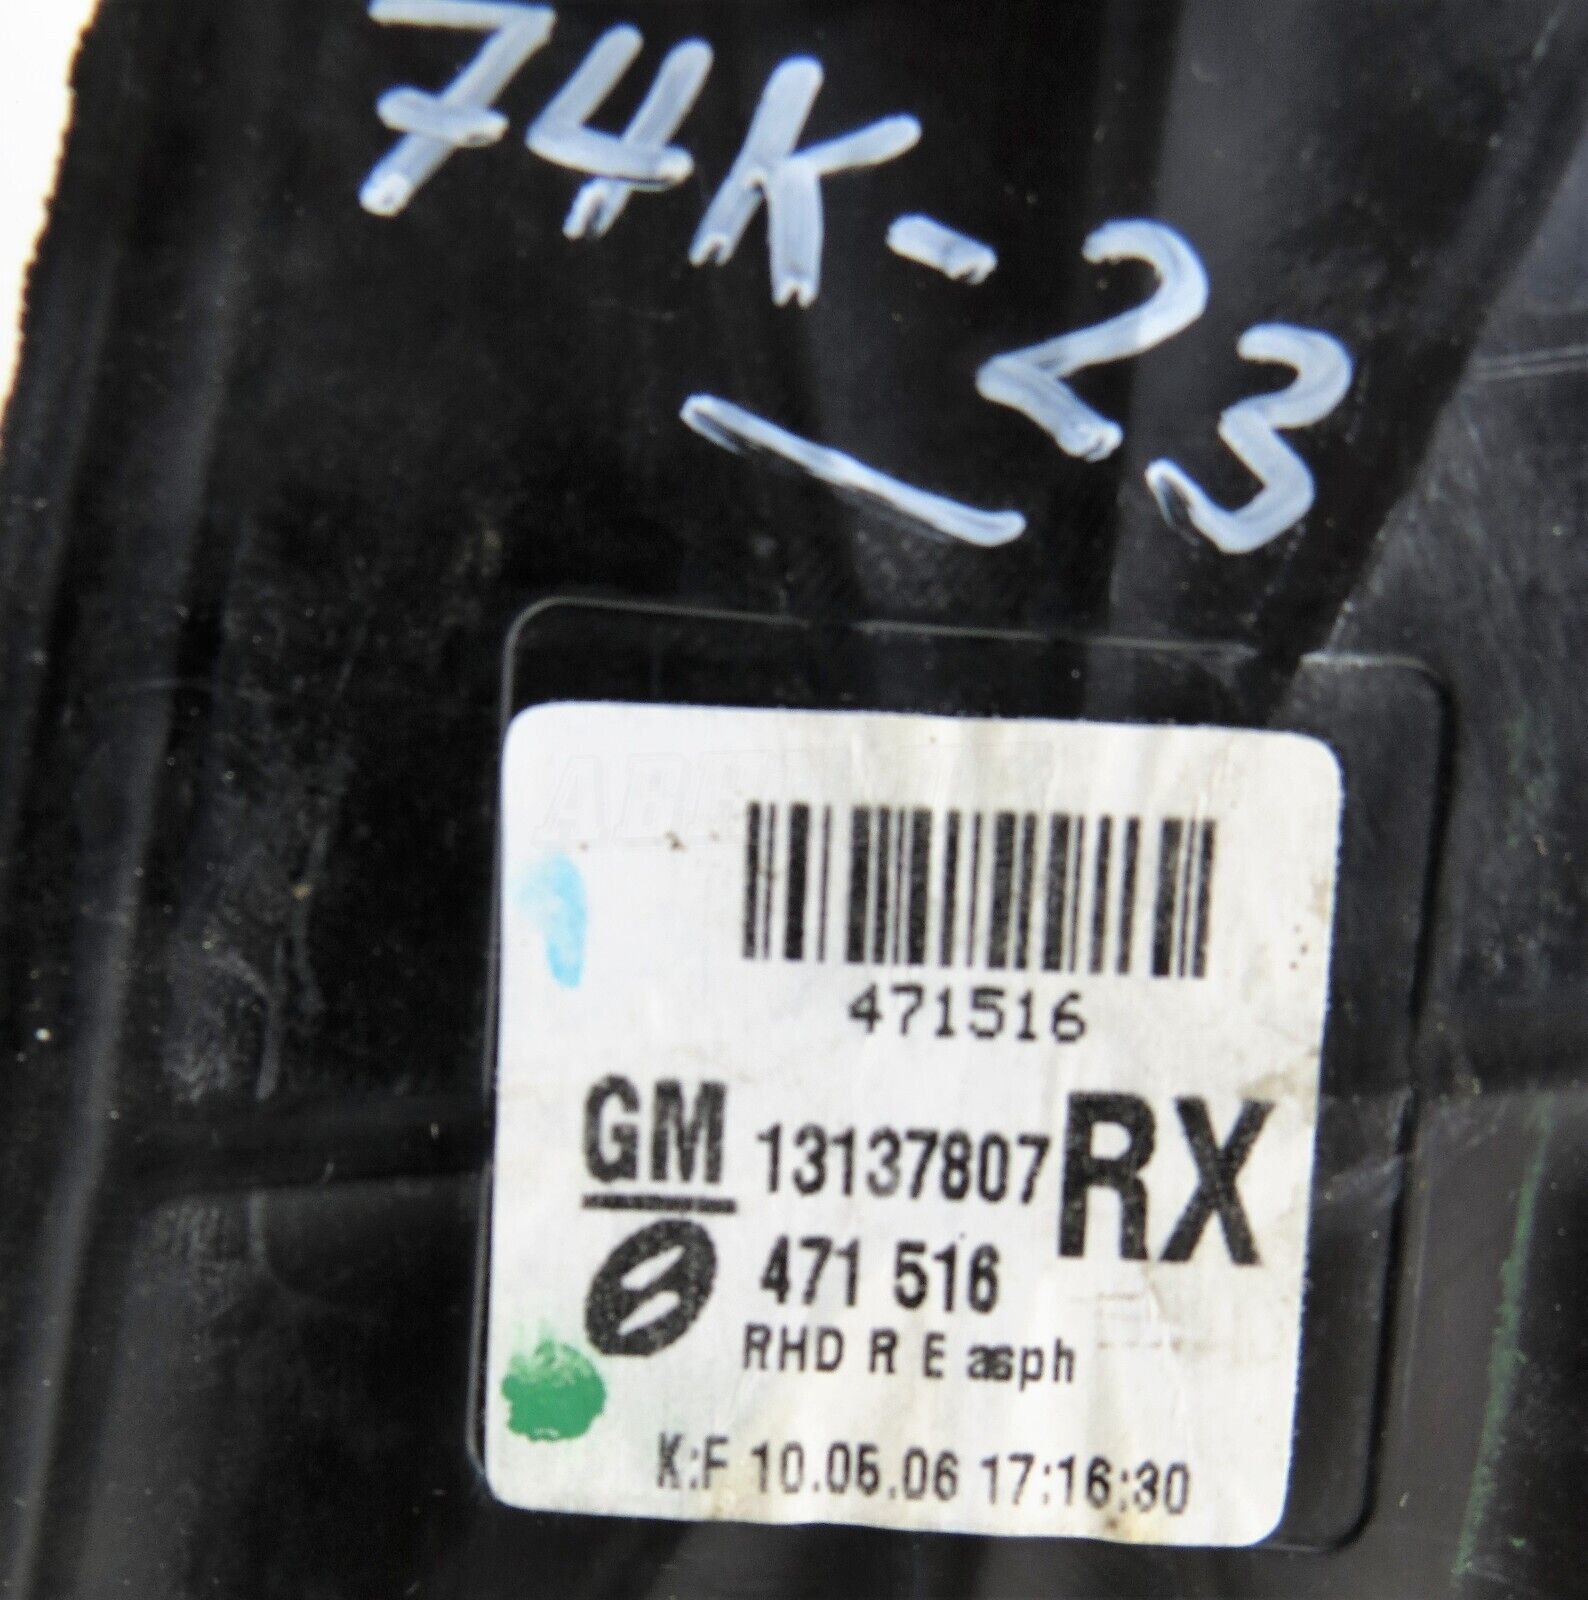 74K-23
471516
GM 13137807 RX
471 516
RHD R E asph
K:F 10.05.06 17:16:30